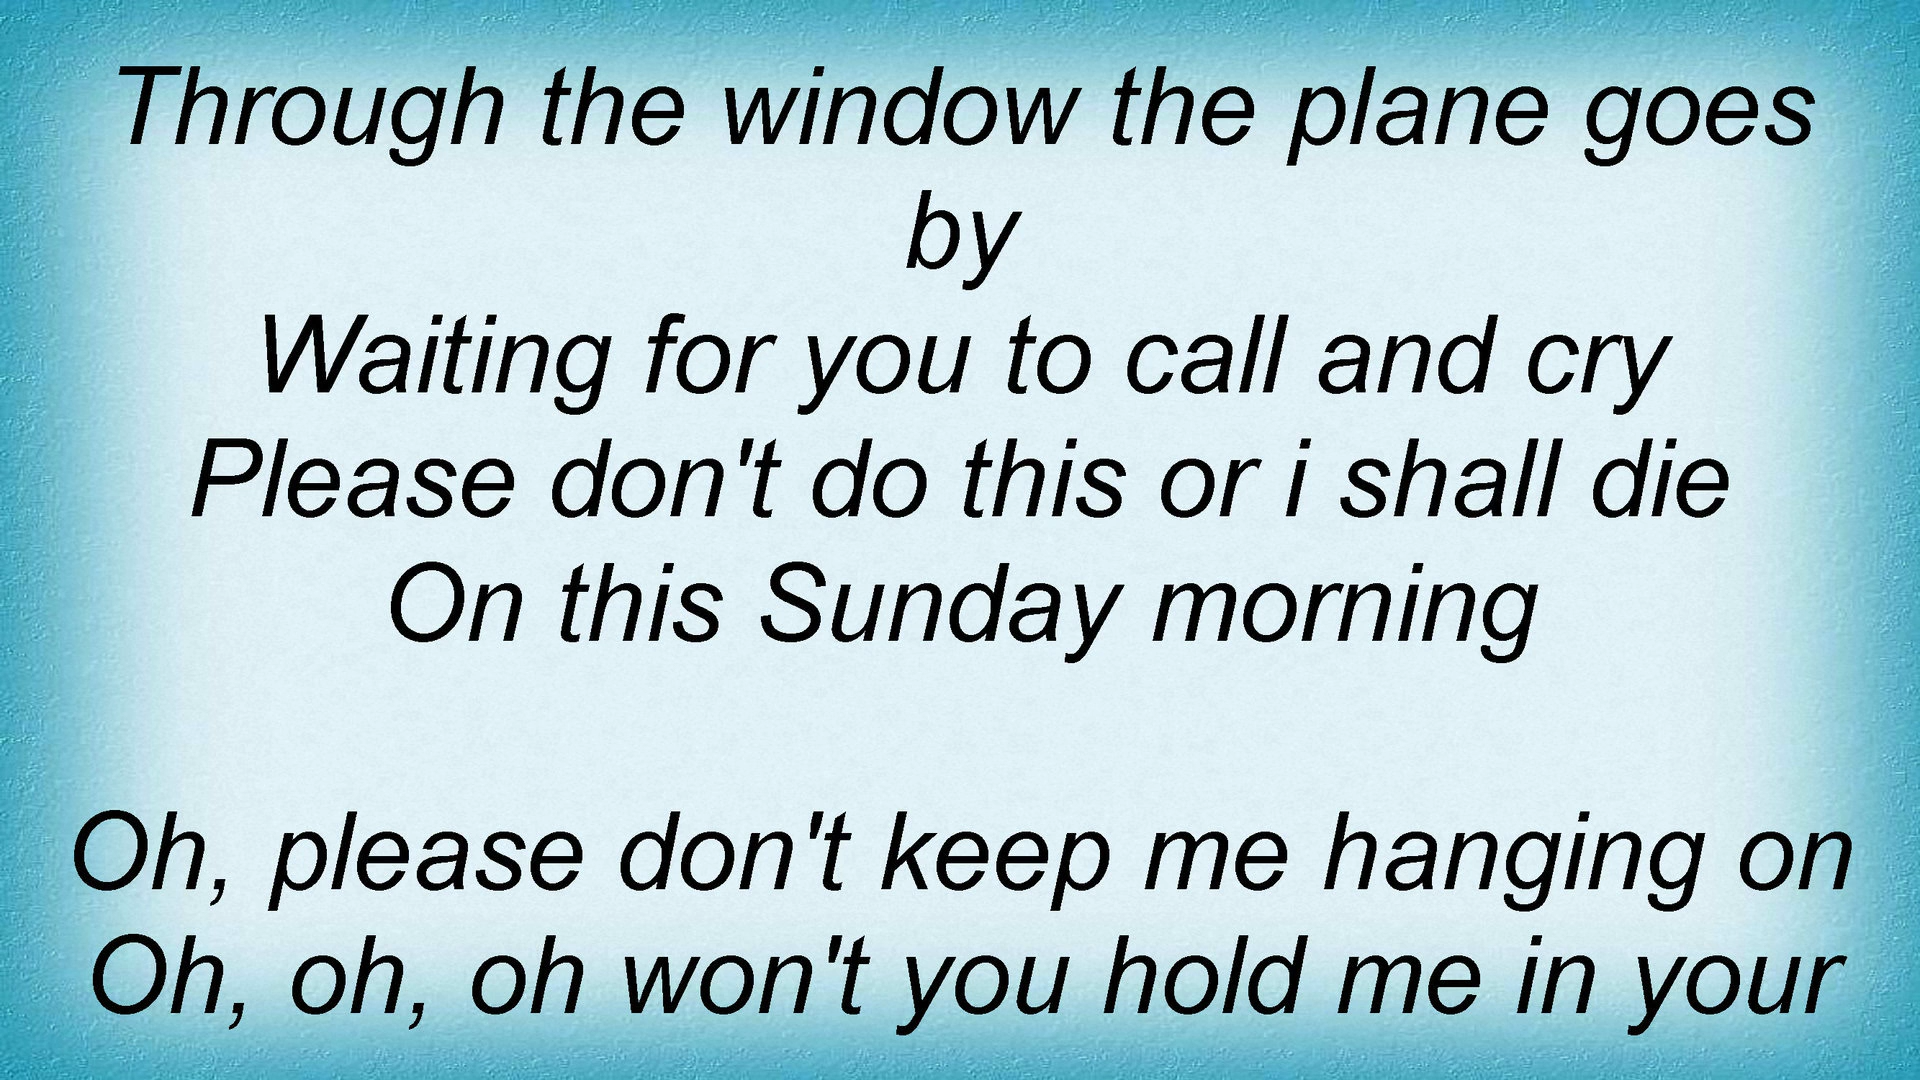 Through the window the plane goes
by
Waiting for you to call and cry
Please don't do this or i shall die
On this Sunday morning
Oh, please don't keep me hanging on
Oh, oh, oh won't you hold me in your